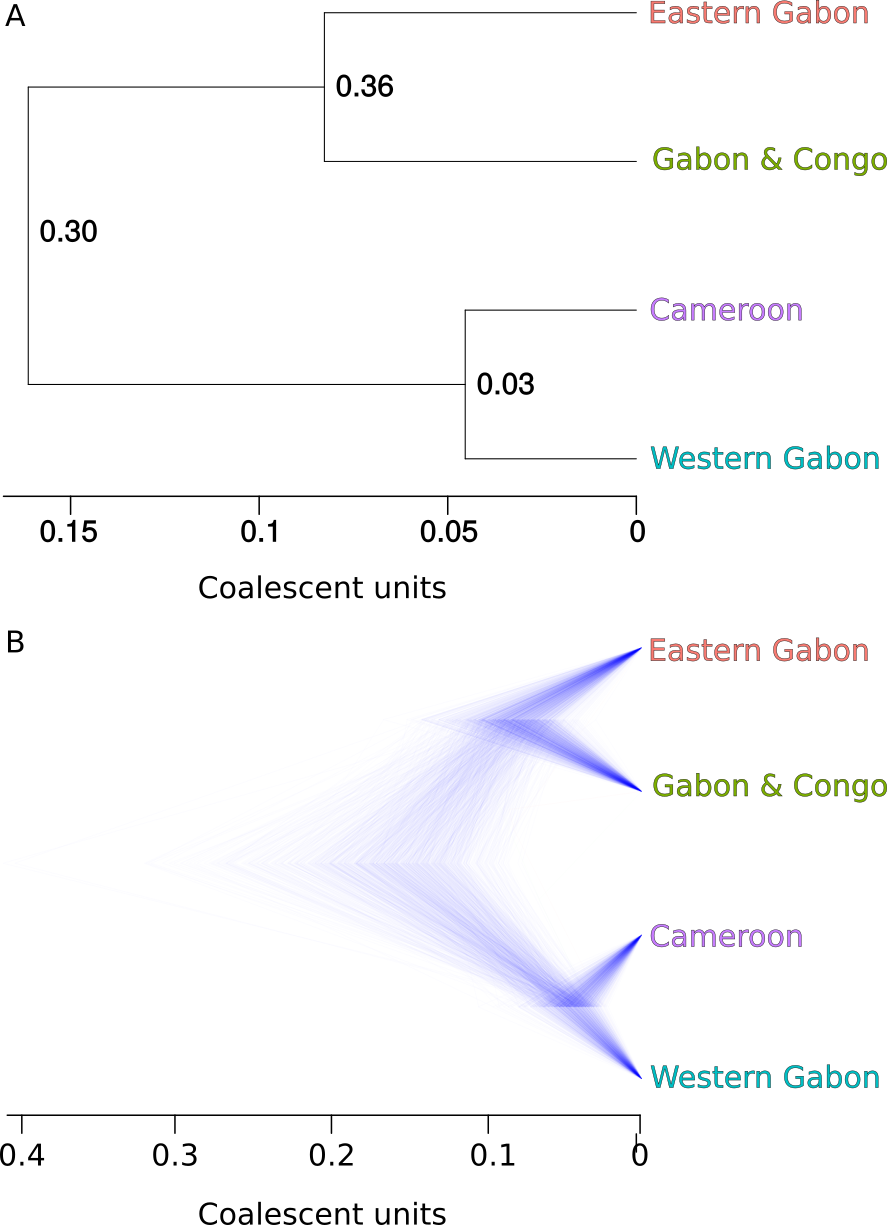 A
Eastern Gabon
0.36
Gabon & Congo
0.30
Cameroon
0.03
Western Gabon
0.15 0.1 0.05 0
Coalescent units
B
Eastern Gabon
Gabon & Congo
Cameroon
Western Gabon
0.4 0.3 0.2 0.1 0
Coalescent units